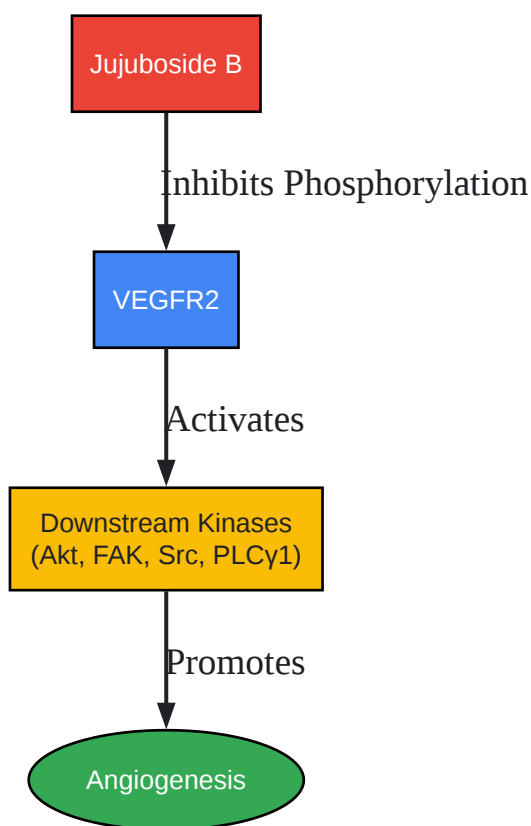 Jujuboside B
Inhibits Phosphorylation
VEGFR2
Activates
Downstream Kinases
(Akt, FAK, Src, PLCγ1)
Promotes
Angiogenesis